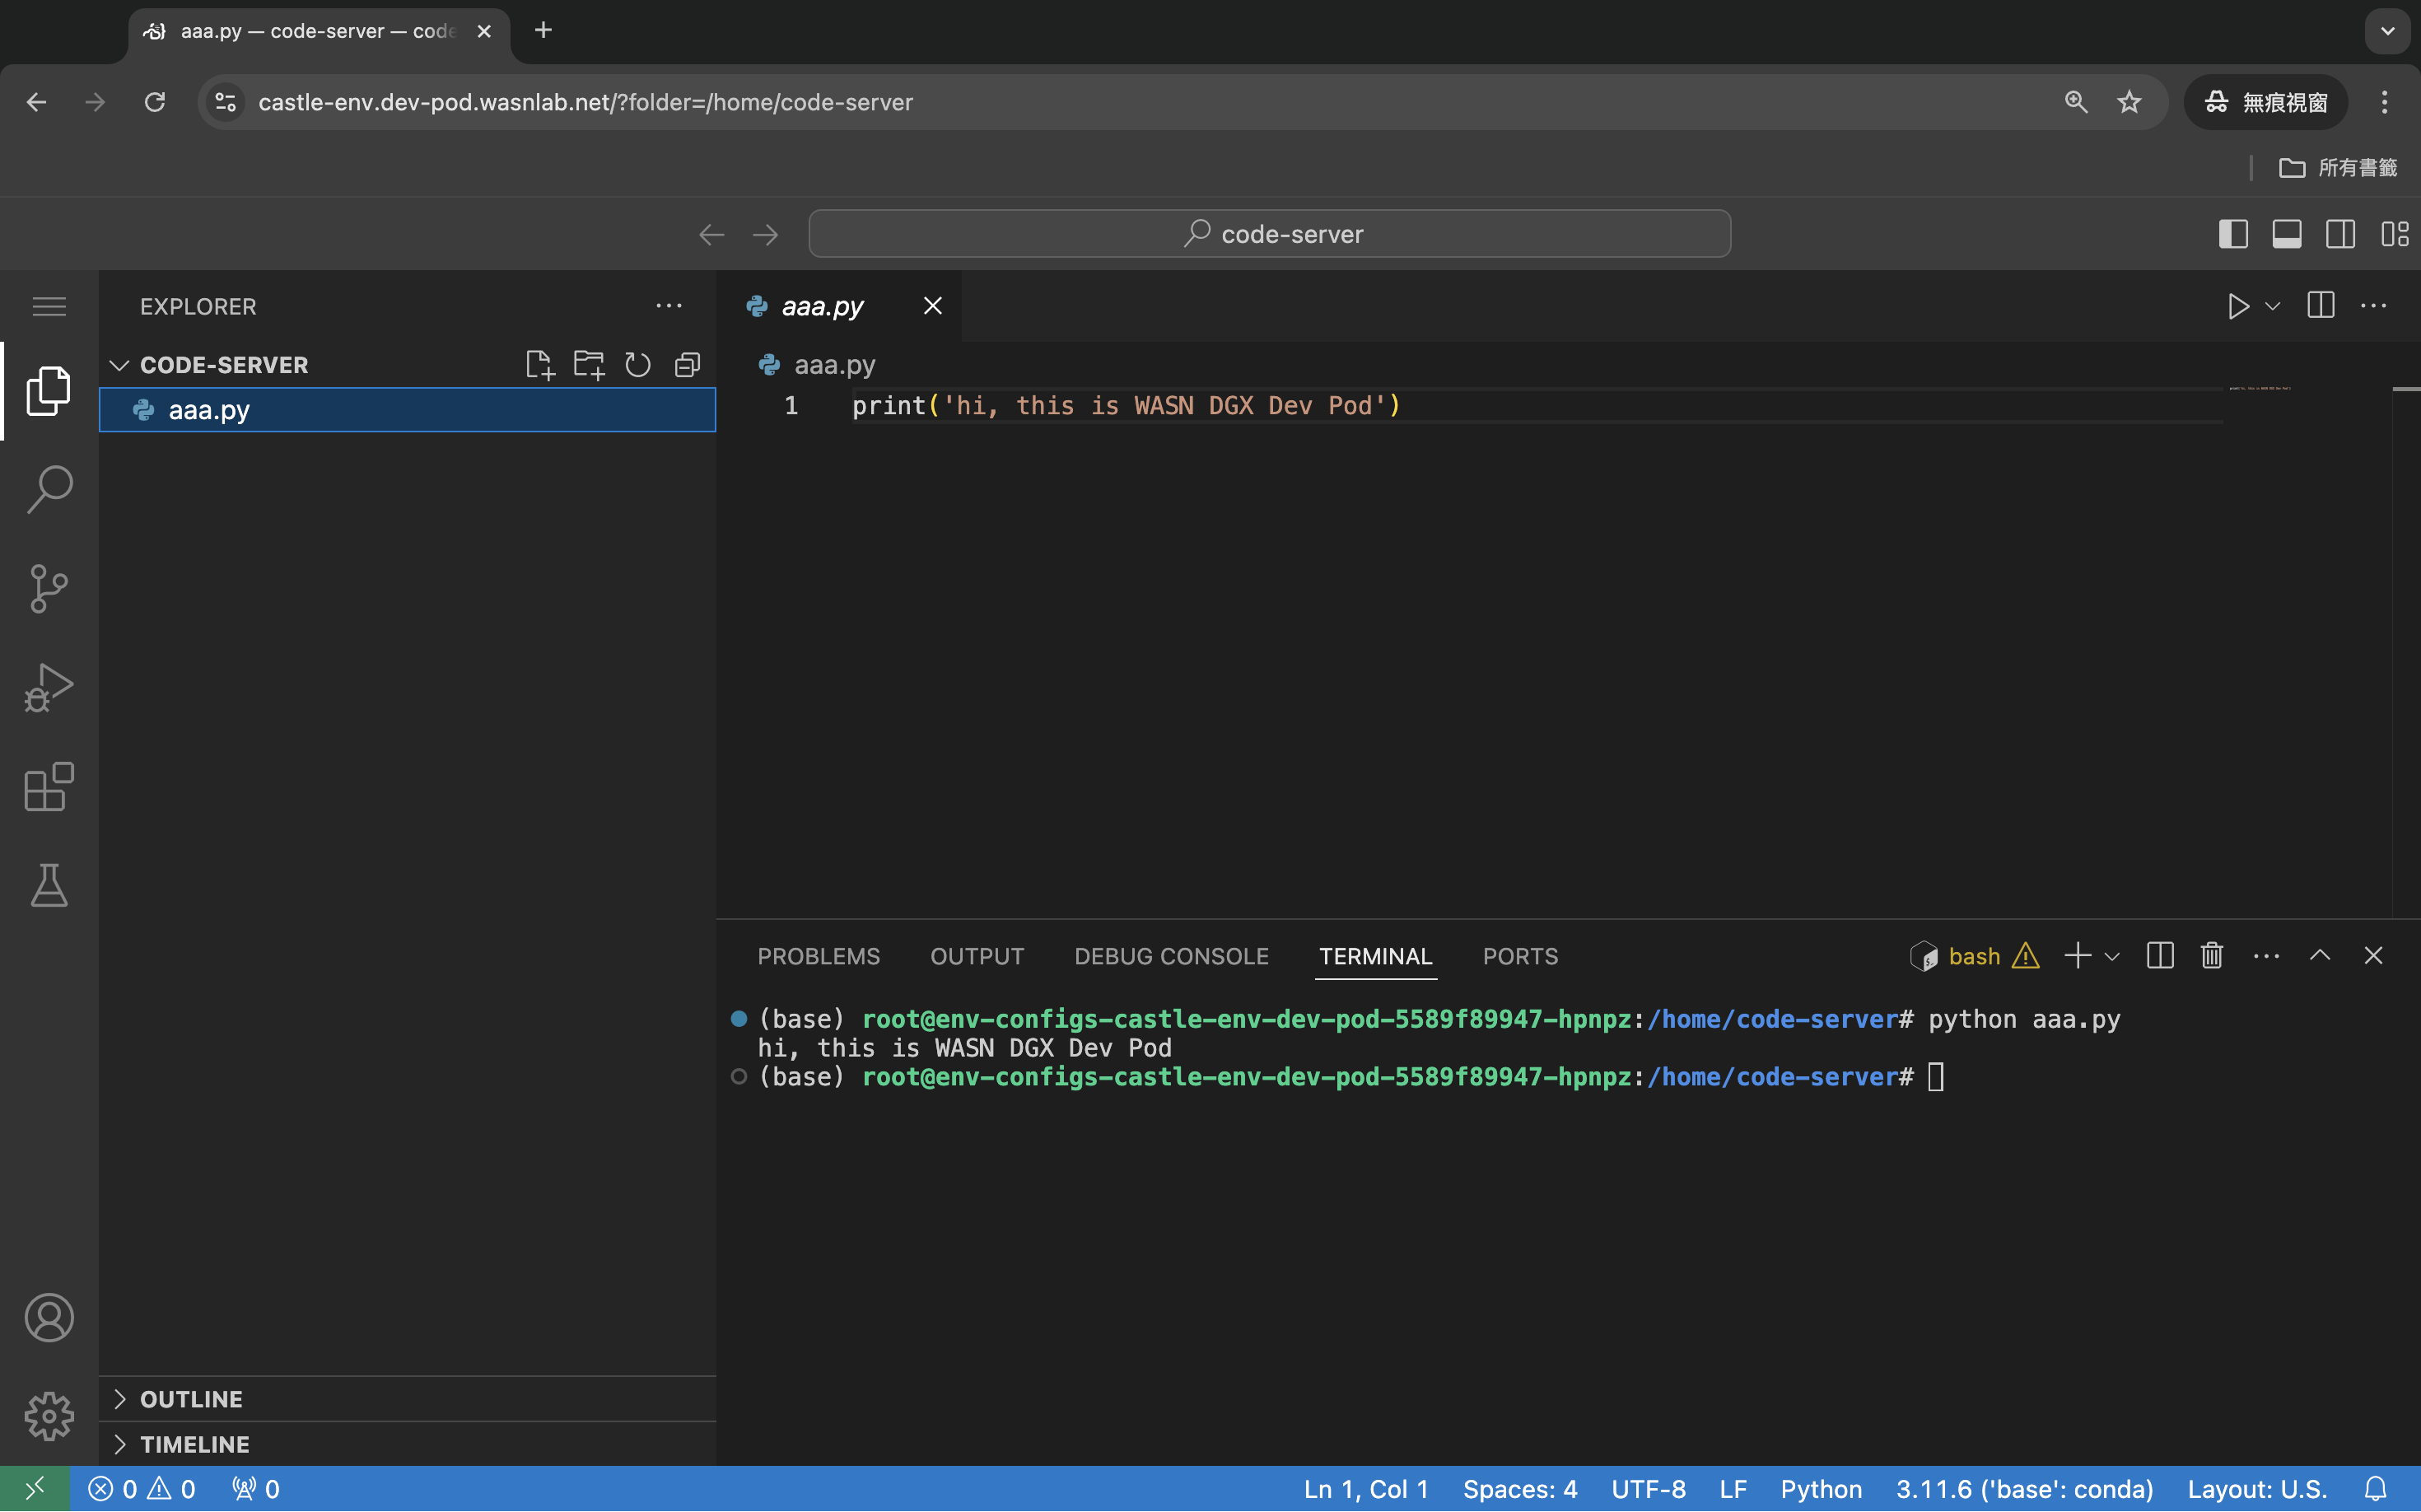 aaa.py — code-server — code
castle-env.dev-pod.wasnlab.net/?folder=/home/code-server
無痕視窗
所有書籤
code-server
EXPLORER
CODE-SERVER
aaa.py
OUTLINE
TIMELINE
aaa.py
aaa.py
1 print('hi, this is WASN DGX Dev Pod')
PROBLEMS OUTPUT DEBUG CONSOLE TERMINAL PORTS bash
(base) root@env-configs-castle-env-dev-pod-5589f89947-hpnpz:/home/code-server# python aaa.py
hi, this is WASN DGX Dev Pod
(base) root@env-configs-castle-env-dev-pod-5589f89947-hpnpz:/home/code-server#
0 0 0 Ln 1, Col 1 Spaces: 4 UTF-8 LF Python 3.11.6 ('base': conda) Layout: U.S.